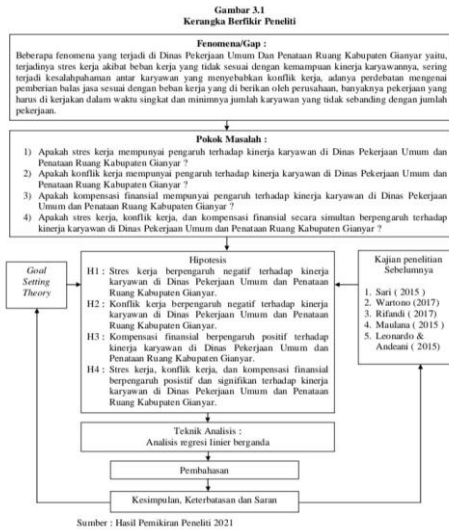 Gambar 3.1
Kerangka Berfikir Peneliti
Fenomena/Gap :
Beberapa fenomena yang terjadi di Dinas Pekerjaan Umum Dan Penataan Ruang Kabupaten Gianyar yaitu,
terjadinya stres kerja akibat beban kerja yang tidak sesuai dengan kemampuan kinerja karyawannya, sering
terjadi kesalahpahaman antar karyawan yang menyebabkan konflik kerja, adanya perdebatan mengenai
pemberian balas jasa sesuai dengan beban kerja yang di berikan oleh perusahaan, banyaknya pekerjaan yang
harus di kerjakan dalam waktu singkat dan minimnya jumlah karyawan yang tidak sebanding dengan jumlah
pekerjaan.
Pokok Masalah :
1) Apakah stres kerja mempunyai pengaruh terhadap kinerja karyawan di Dinas Pekerjaan Umum dan
Penataan Ruang Kabupaten Gianyar ?
2) Apakah konflik kerja mempunyai pengaruh terhadap kinerja karyawan di Dinas Pekerjaan Umum dan
Penataan Ruang Kabupaten Gianyar ?
3) Apakah kompensasi finansial mempunyai pengaruh terhadap kinerja karyawan di Dinas Pekerjaan
Umum dan Penataan Ruang Kabupaten Gianyar ?
4) Apakah stres kerja, konflik kerja, dan kompensasi finansial secara simultan berpengaruh terhadap
kinerja karyawan di Dinas Pekerjaan Umum dan Penataan Ruang Kabupaten Gianyar ?
Goal
Setting
Theory
Hipotesis
H1 : Stres kerja berpengaruh negatif terhadap kinerja
karyawan di Dinas Pekerjaan Umum dan Penataan
Ruang Kabupaten Gianyar.
H2 : Konflik kerja berpengaruh negatif terhadap kinerja
karyawan di Dinas Pekerjaan Umum dan Penataan
Ruang Kabupaten Gianyar.
H3 : Kompensasi finansial berpengaruh positif terhadap
kinerja karyawan di Dinas Pekerjaan Umum dan
Penataan Ruang Kabupaten Gianyar.
H4 : Stres kerja, konflik kerja, dan kompensasi finansial
berpengaruh posistif dan signifikan terhadap kinerja
karyawan di Dinas Pekerjaan Umum dan Penataan
Ruang Kabupaten Gianyar.
Kajian penelitian
Sebelumnya
1. Sari ( 2015 )
2. Wartono (2017)
3. Rifundi (2017)
4. Maulana ( 2015 )
5. Leonardo &
Andeani ( 2015)
Teknik Analisis :
Analisis regresi linier berganda
Pembahasan
Kesimpulan, Keterbatasan dan Saran
Sumber : Hasil Pemikiran Peneliti 2021